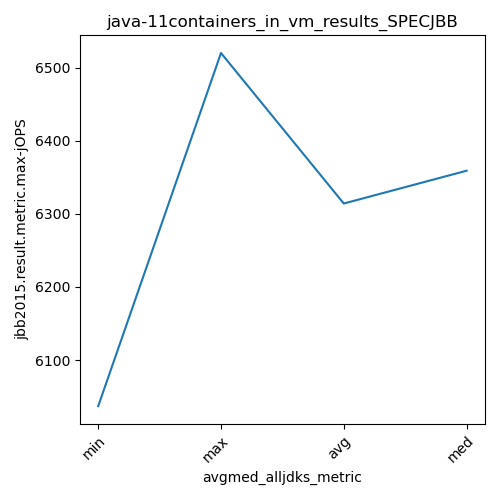 java-11containers_in_vm_results_SPECJBB
jbb2015.result.metric.max-jOPS
6500
6400
6300
6200
6100
min
max
avg
med
avgmed_alljdks_metric